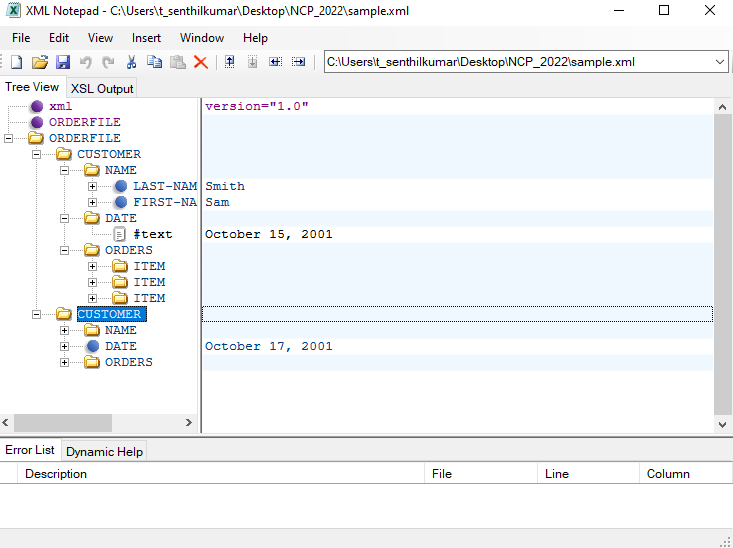 XML Notepad - C:\Users\t_senthilkumar\Desktop\NCP_2022\sample.xml
File Edit View Insert Window Help
C:\Users\t_senthilkumar\Desktop\NCP_2022\sample.xml
Tree View XSL Output
xml version="1.0"
ORDERFILE
ORDERFILE
CUSTOMER
NAME
LAST-NAM Smith
FIRST-NA Sam
DATE
#text October 15, 2001
ORDERS
ITEM
ITEM
ITEM
CUSTOMER
NAME
DATE October 17, 2001
ORDERS
Error List Dynamic Help
Description File Line Column